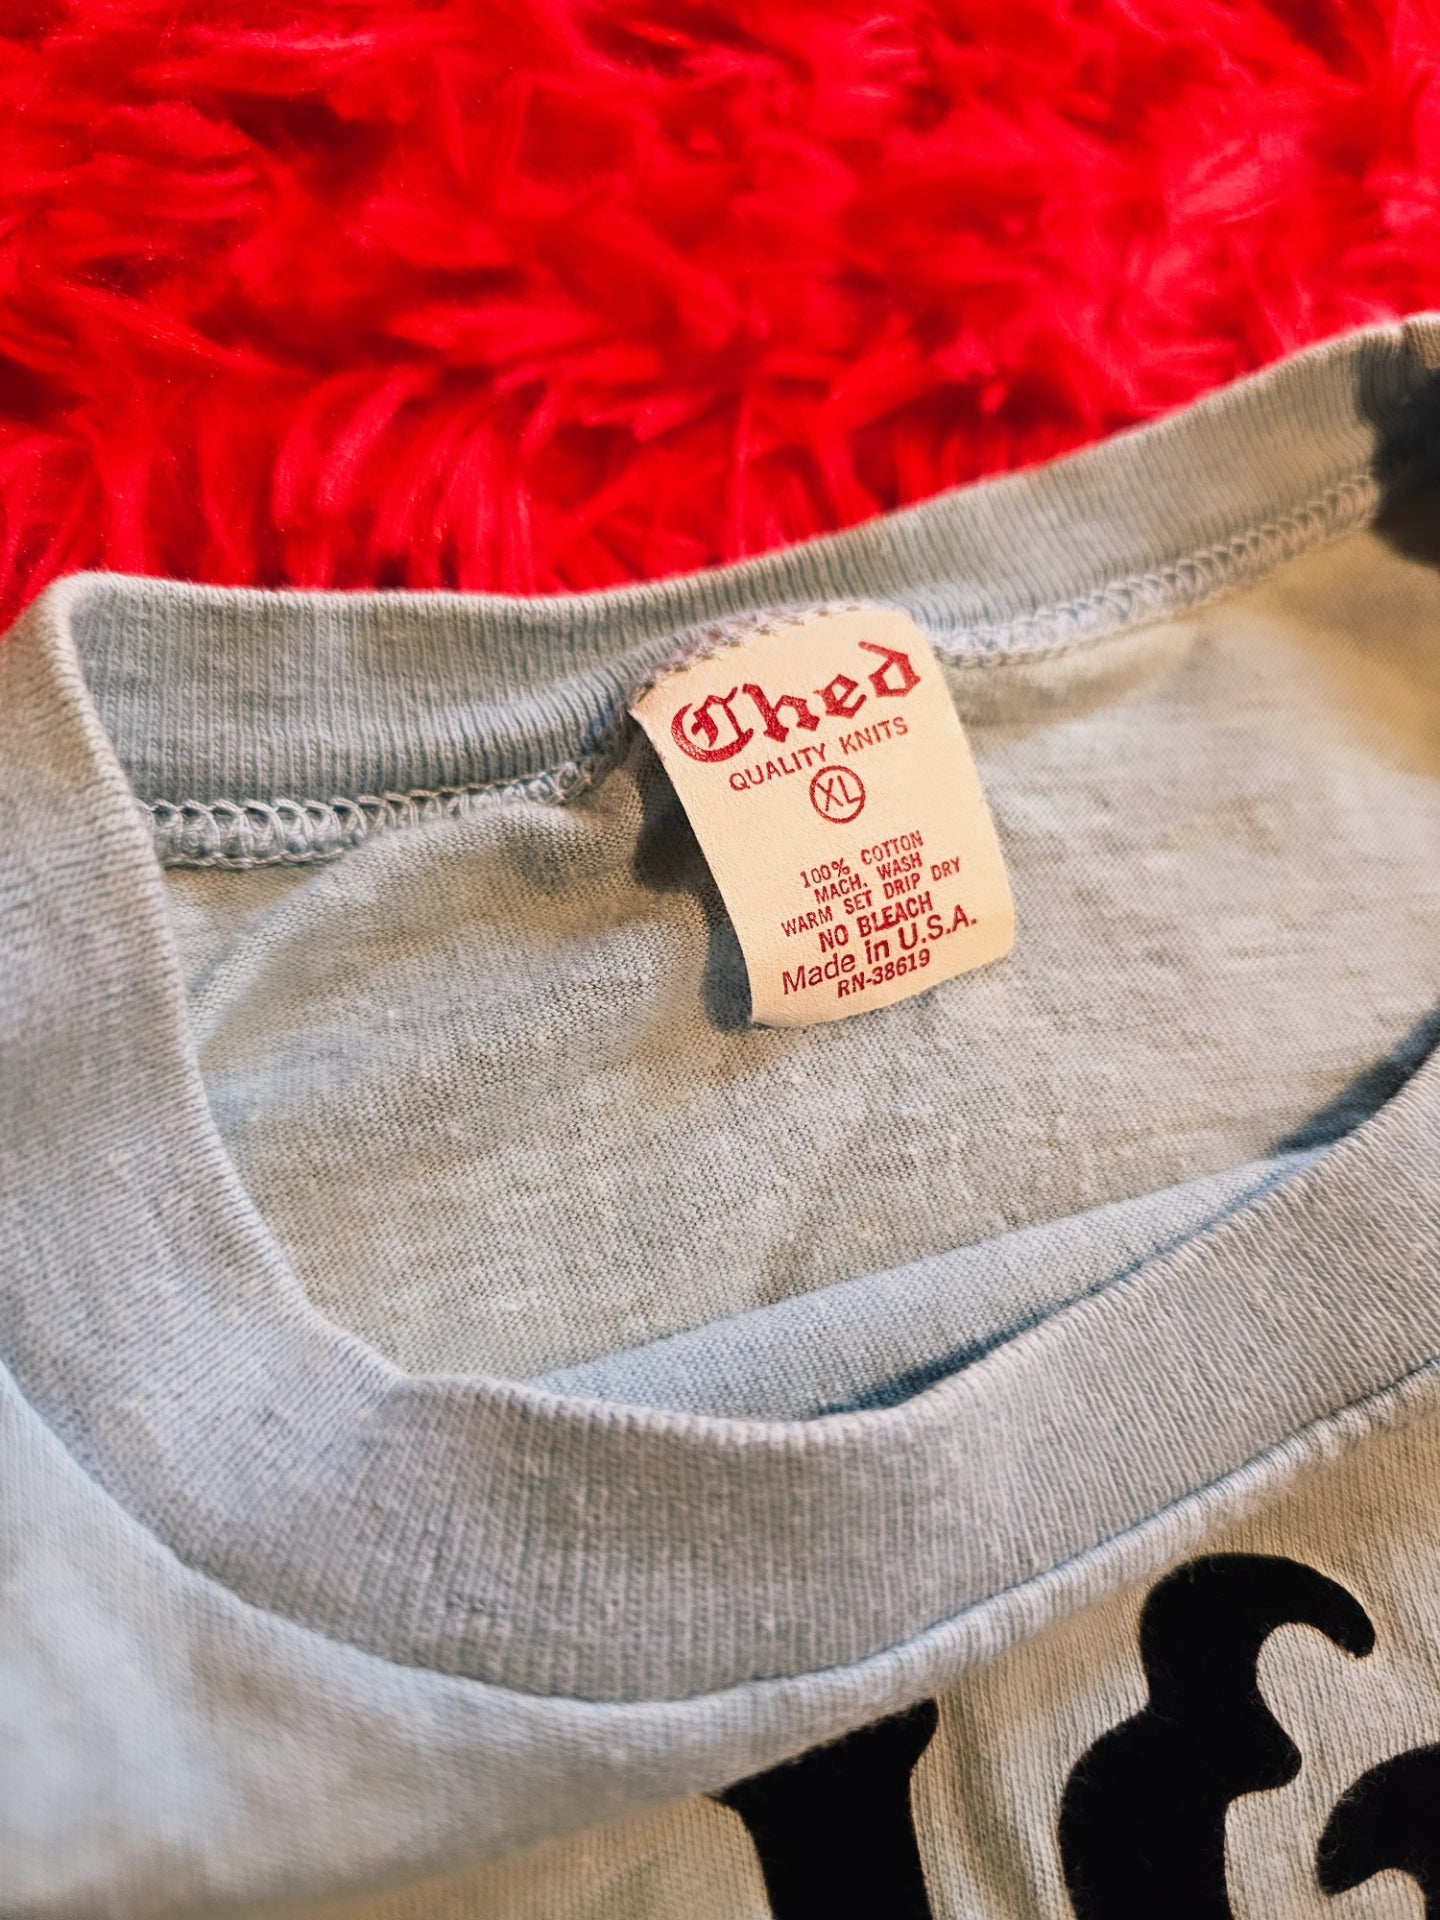 Ched
QUALITY KNITS
XL
100% COTTON
MACH. WASH
WARM SET DRIP DRY
NO BLEACH
Made in U.S.A.
RN-38619